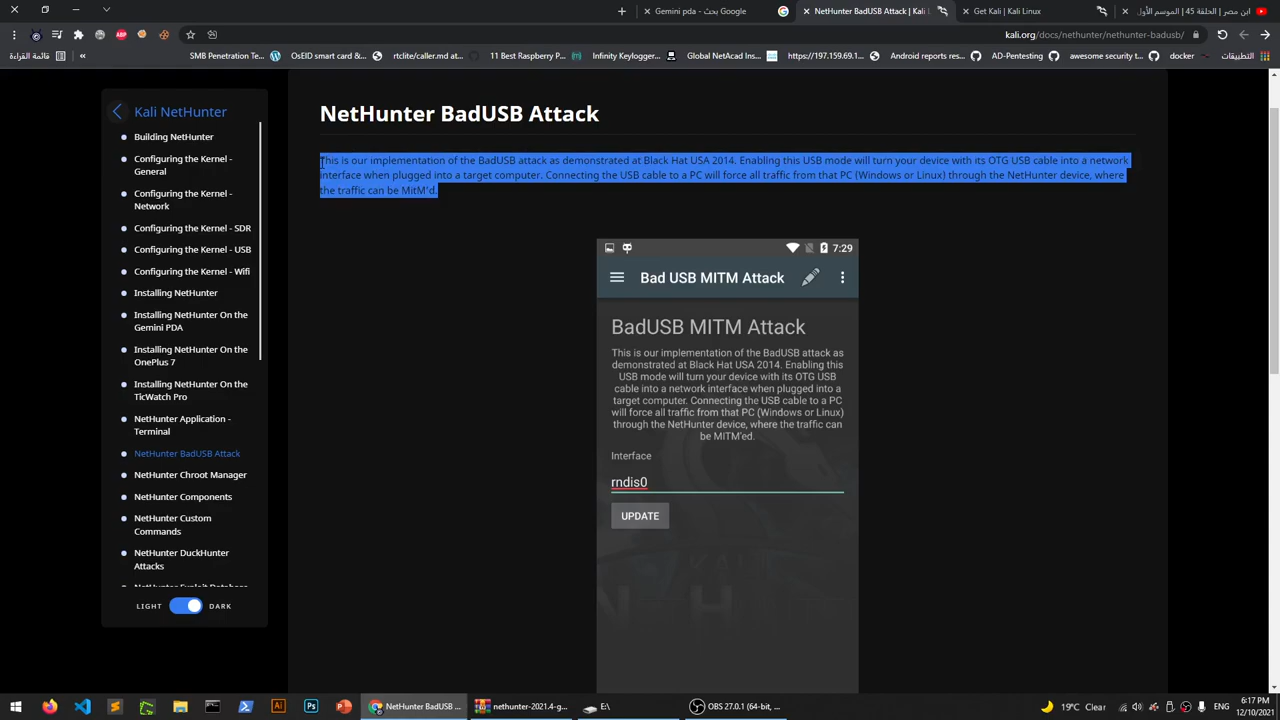 Gemini pda - بحث Google
NetHunter BadUSB Attack | Kali L
Get Kali | Kali Linux
ابن مصر | الحلقة 45 | الموسم الأول
kali.org/docs/nethunter/nethunter-badusb/
قائمة القراءة
SMB Penetration Te...
OsEID smart card &...
rtclite/caller.md at...
11 Best Raspberry P...
Infinity Keylogger...
Global NetAcad Ins...
https://197.159.69.1...
Android reports res...
AD-Pentesting
awesome security t...
docker
التطبيقات
Kali NetHunter
Building NetHunter
Configuring the Kernel -
General
Configuring the Kernel -
Network
Configuring the Kernel - SDR
Configuring the Kernel - USB
Configuring the Kernel - Wifi
Installing NetHunter
Installing NetHunter On the
Gemini PDA
Installing NetHunter On the
OnePlus 7
Installing NetHunter On the
TicWatch Pro
NetHunter Application -
Terminal
NetHunter BadUSB Attack
NetHunter Chroot Manager
NetHunter Components
NetHunter Custom
Commands
NetHunter DuckHunter
Attacks
LIGHT DARK
NetHunter BadUSB Attack
This is our implementation of the BadUSB attack as demonstrated at Black Hat USA 2014. Enabling this USB mode will turn your device with its OTG USB cable into a network
interface when plugged into a target computer. Connecting the USB cable to a PC will force all traffic from that PC (Windows or Linux) through the NetHunter device, where
the traffic can be MitM'd.
7:29
Bad USB MITM Attack
BadUSB MITM Attack
This is our implementation of the BadUSB attack as
demonstrated at Black Hat USA 2014. Enabling this
USB mode will turn your device with its OTG USB
cable into a network interface when plugged into a
target computer. Connecting the USB cable to a PC
will force all traffic from that PC (Windows or Linux)
through the NetHunter device, where the traffic can
be MITM'ed.
Interface
rndis0
UPDATE
NetHunter BadUSB ...
nethunter-2021.4-g...
E:\
OBS 27.0.1 (64-bit, ...
19°C Clear
ENG
6:17 PM
12/10/2021